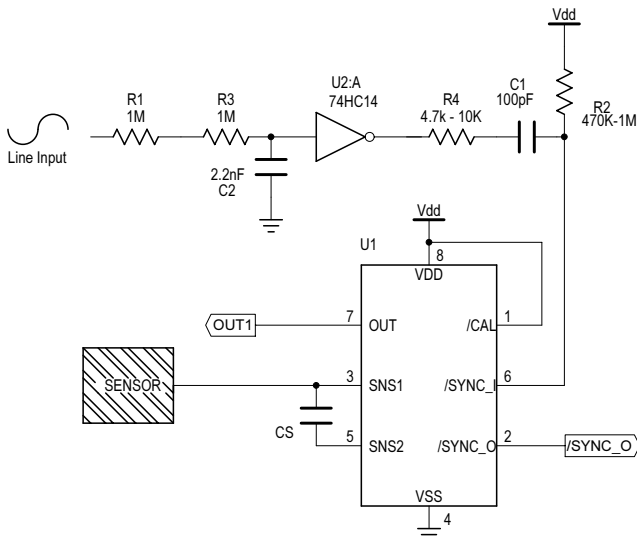 Vdd
U2:A
74HC14
R1
1M
R3
1M
R4
4.7k - 10K
C1
100pF
R2
470K-1M
Line Input
2.2nF
C2
Vdd
U1
8
VDD
OUT1
7
OUT
/CAL
1
SENSOR
3
SNS1
/SYNC_I
6
CS
5
SNS2
/SYNC_O
2
/SYNC_O
VSS
4